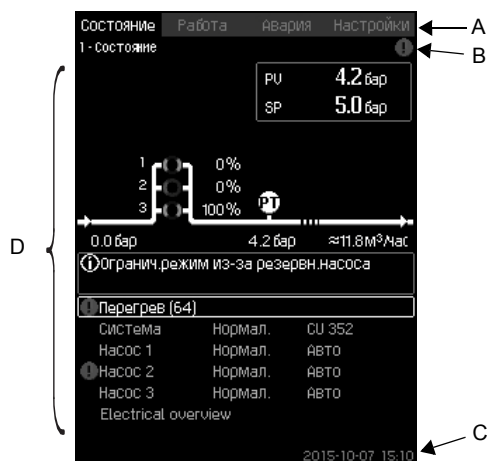 Состояние Работа Авария Настройки A
1 - Состояние B
PV 4.2 бар
SP 5.0 бар
1 0%
2 0%
3 100% PT
D
0.0 бар 4.2 бар ≈11.8 м³/час
Огранич.режим из-за резервн.насоса
Перегрев (64)
Система Нормал. CU 352
Насос 1 Нормал. Авто
Насос 2 Нормал. Авто
Насос 3 Нормал. Авто
Electrical overview
C
2015-10-07 15:10